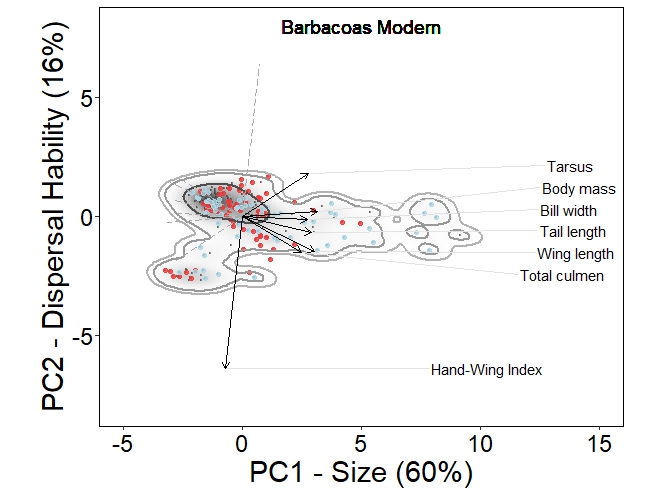 Barbacoas Modern
PC2 - Dispersal Hability (16%)
5
0
-5
Tarsus
Body mass
Bill width
Tail length
Wing length
Total culmen
Hand-Wing Index
-5
0
5
10
15
PC1 - Size (60%)